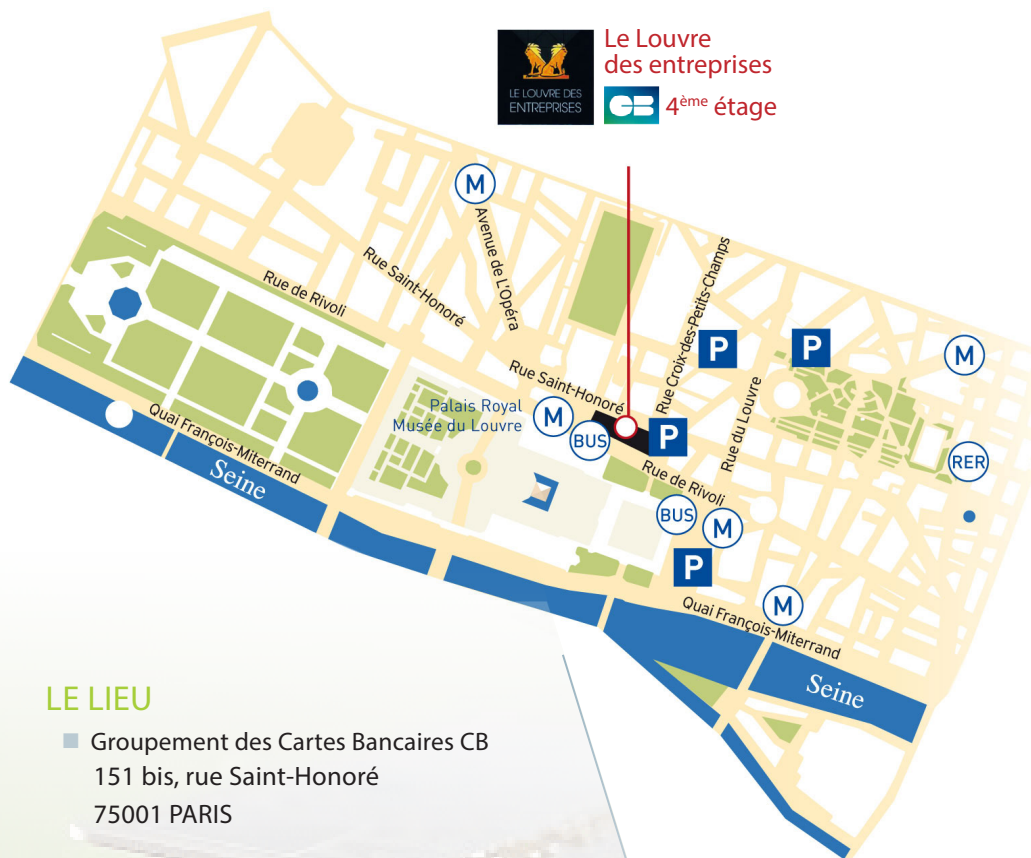 LE LOUVRE DES
ENTREPRISES
Le Louvre
des entreprises
CB 4ème étage
M
Avenue de L'Opéra
Rue Saint-Honoré
Rue de Rivoli
Rue Croix-des-Petits-Champs
P
P
M
Rue Saint-Honoré
Palais Royal
Musée du Louvre
M
BUS
P
Rue du Louvre
Rue de Rivoli
RER
Quai François-Miterrand
Seine
BUS
M
P
M
Quai François-Miterrand
Seine
LE LIEU
Groupement des Cartes Bancaires CB
151 bis, rue Saint-Honoré
75001 PARIS